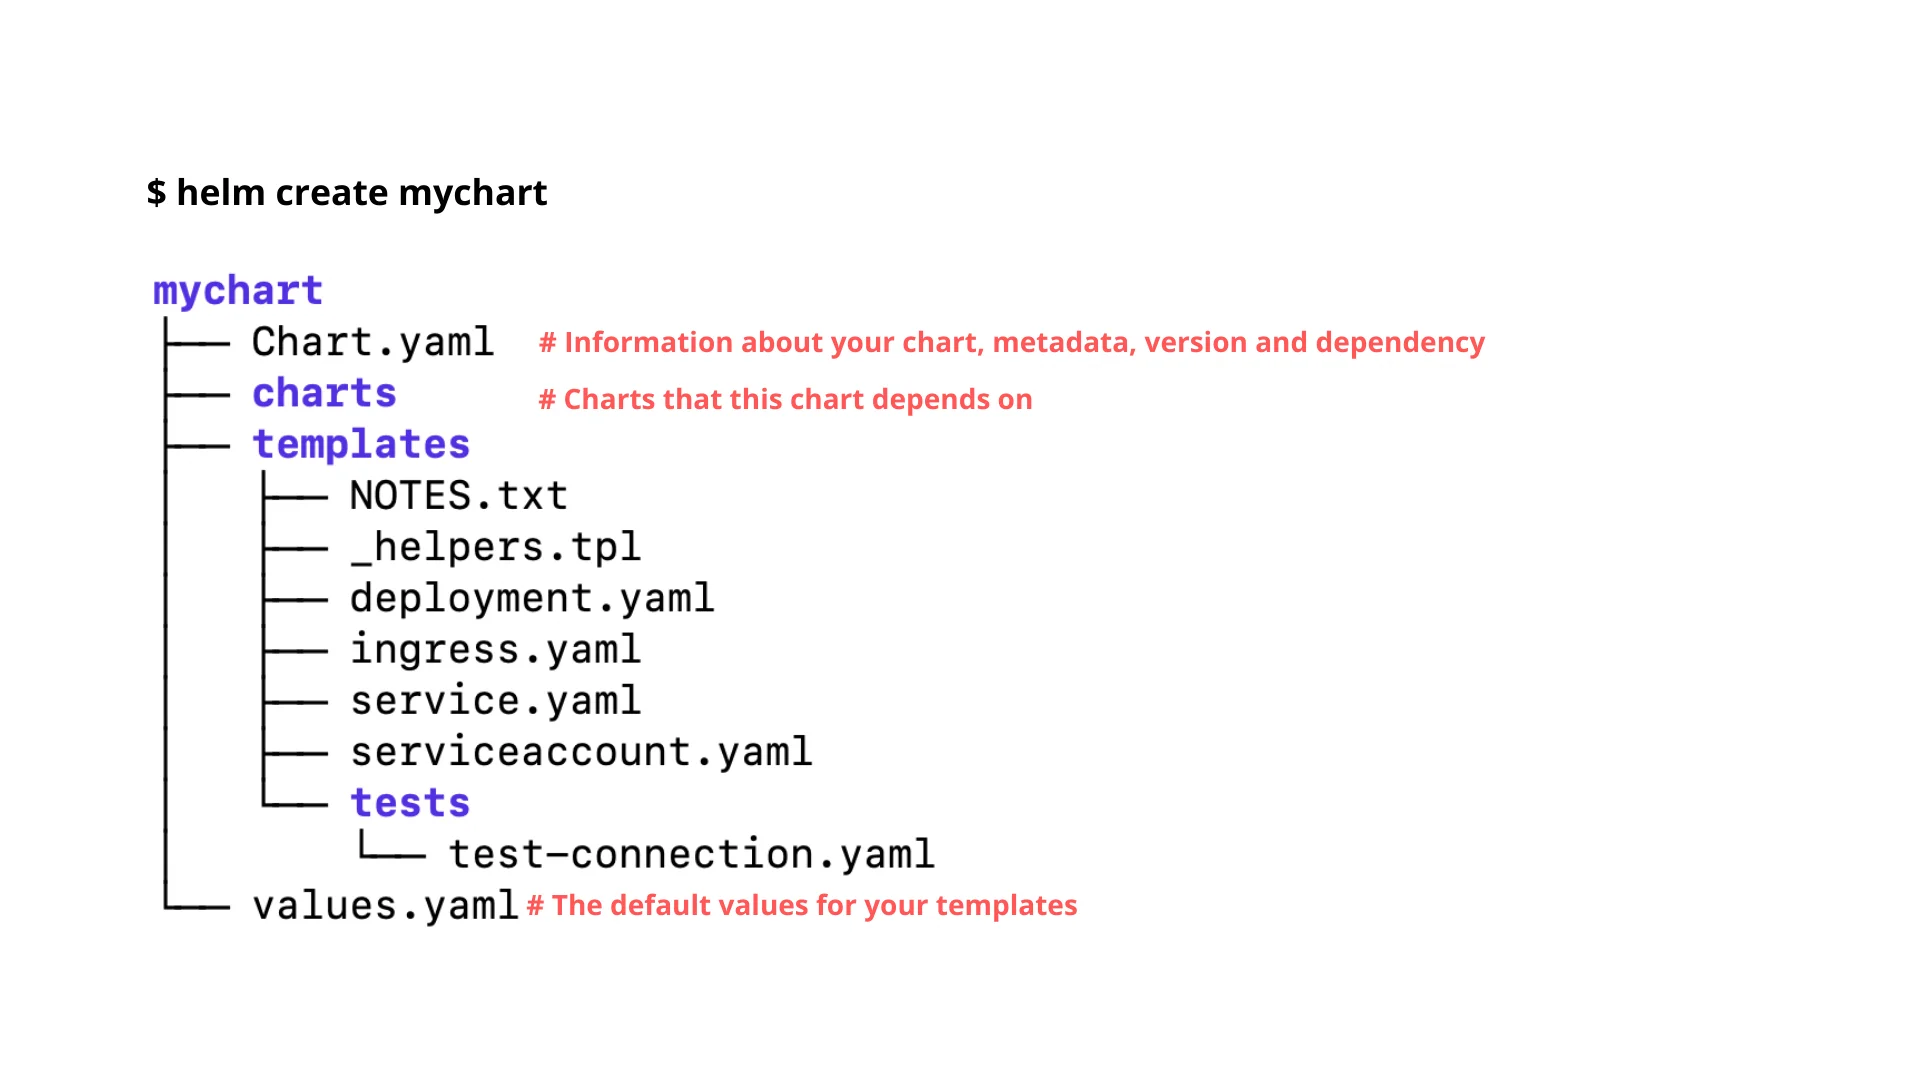 $ helm create mychart
mychart
├── Chart.yaml # Information about your chart, metadata, version and dependency
├── charts # Charts that this chart depends on
├── templates
│   ├── NOTES.txt
│   ├── _helpers.tpl
│   ├── deployment.yaml
│   ├── ingress.yaml
│   ├── service.yaml
│   ├── serviceaccount.yaml
│   └── tests
│       └── test-connection.yaml
└── values.yaml # The default values for your templates